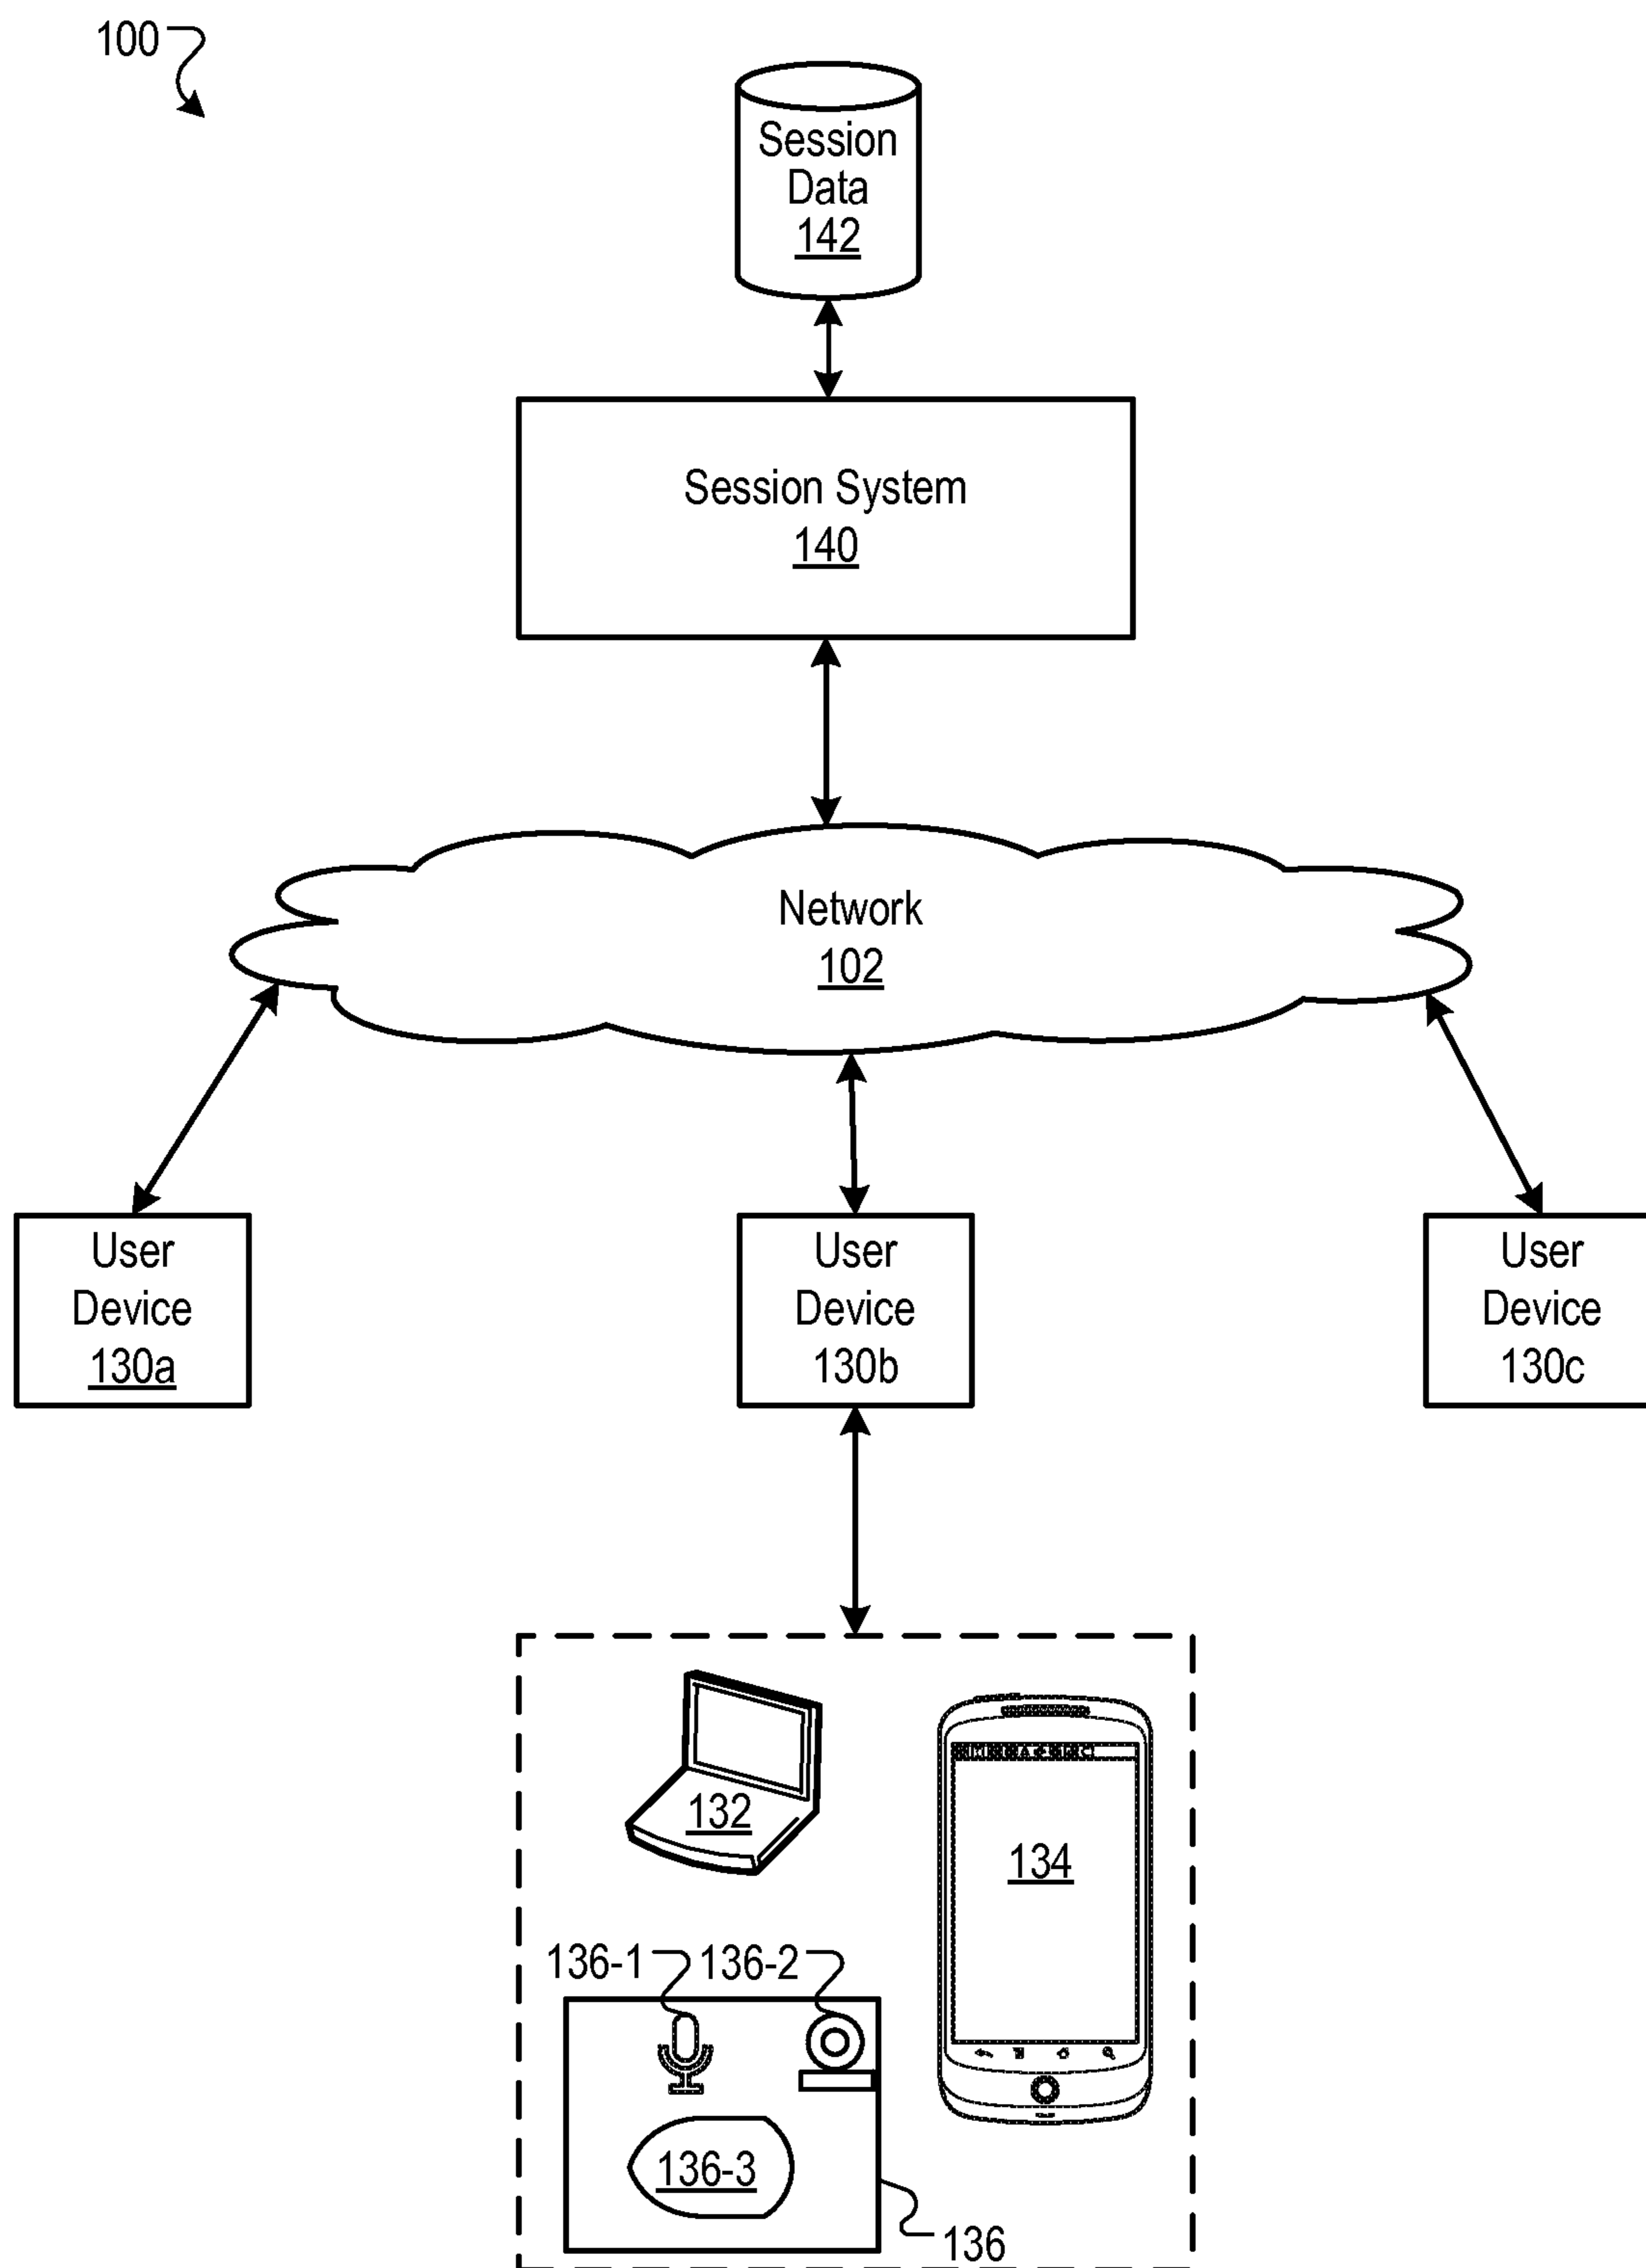 100
Session
Data
142
Session System
140
Network
102
User
Device
130a
User
Device
130b
User
Device
130c
132
134
136-1
136-2
136-3
136